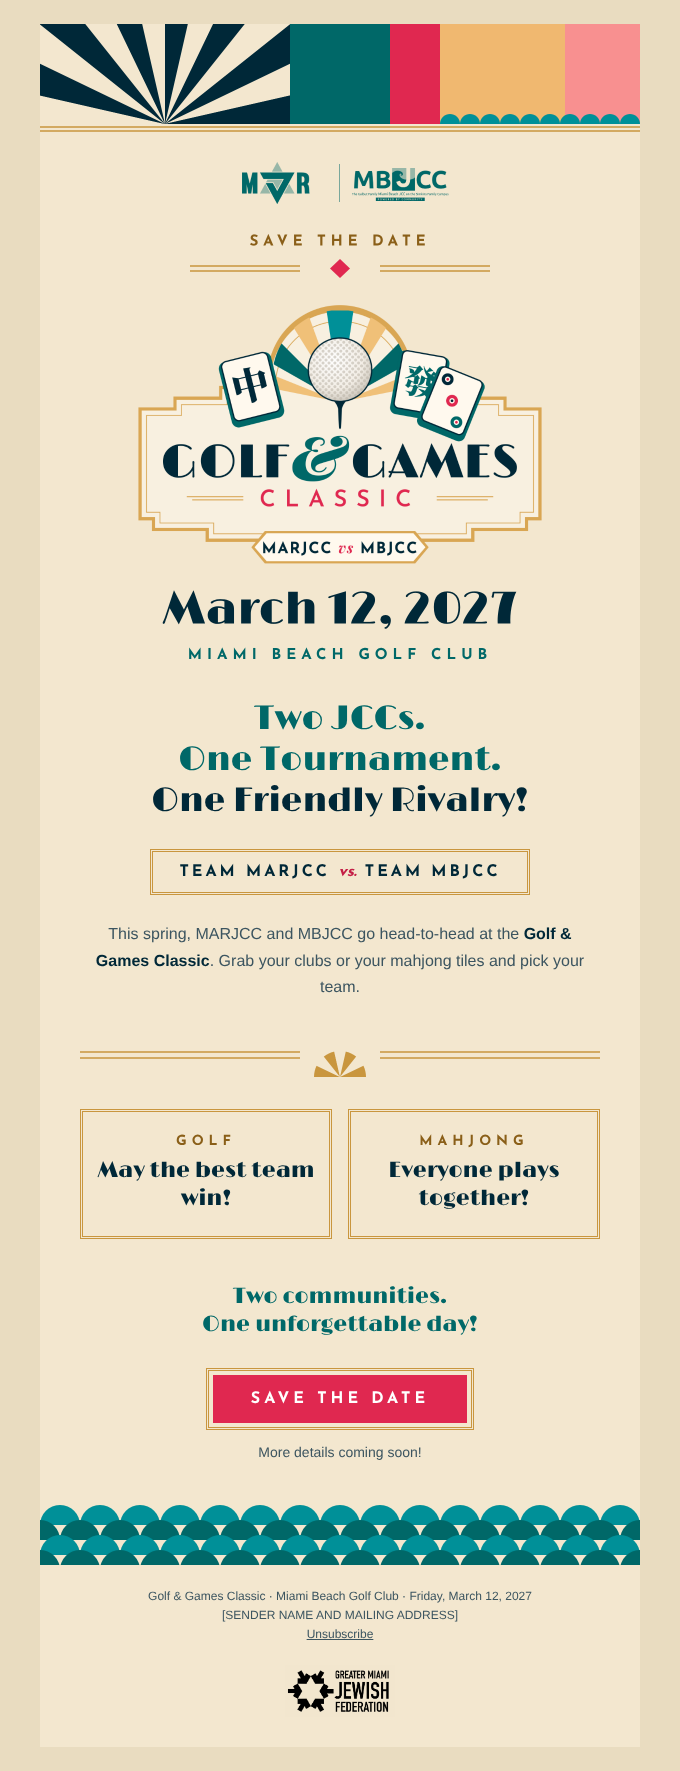 MVR
MBJCC
SAVE THE DATE
中
發
GOLF & GAMES
CLASSIC
MARJCC vs MBJCC
March 12, 2027
MIAMI BEACH GOLF CLUB
Two JCCs.
One Tournament.
One Friendly Rivalry!
TEAM MARJCC vs. TEAM MBJCC
This spring, MARJCC and MBJCC go head-to-head at the Golf &
Games Classic. Grab your clubs or your mahjong tiles and pick your
team.
GOLF
May the best team
win!
MAHJONG
Everyone plays
together!
Two communities.
One unforgettable day!
SAVE THE DATE
More details coming soon!
Golf & Games Classic · Miami Beach Golf Club · Friday, March 12, 2027
[SENDER NAME AND MAILING ADDRESS]
Unsubscribe
GREATER MIAMI
JEWISH
FEDERATION